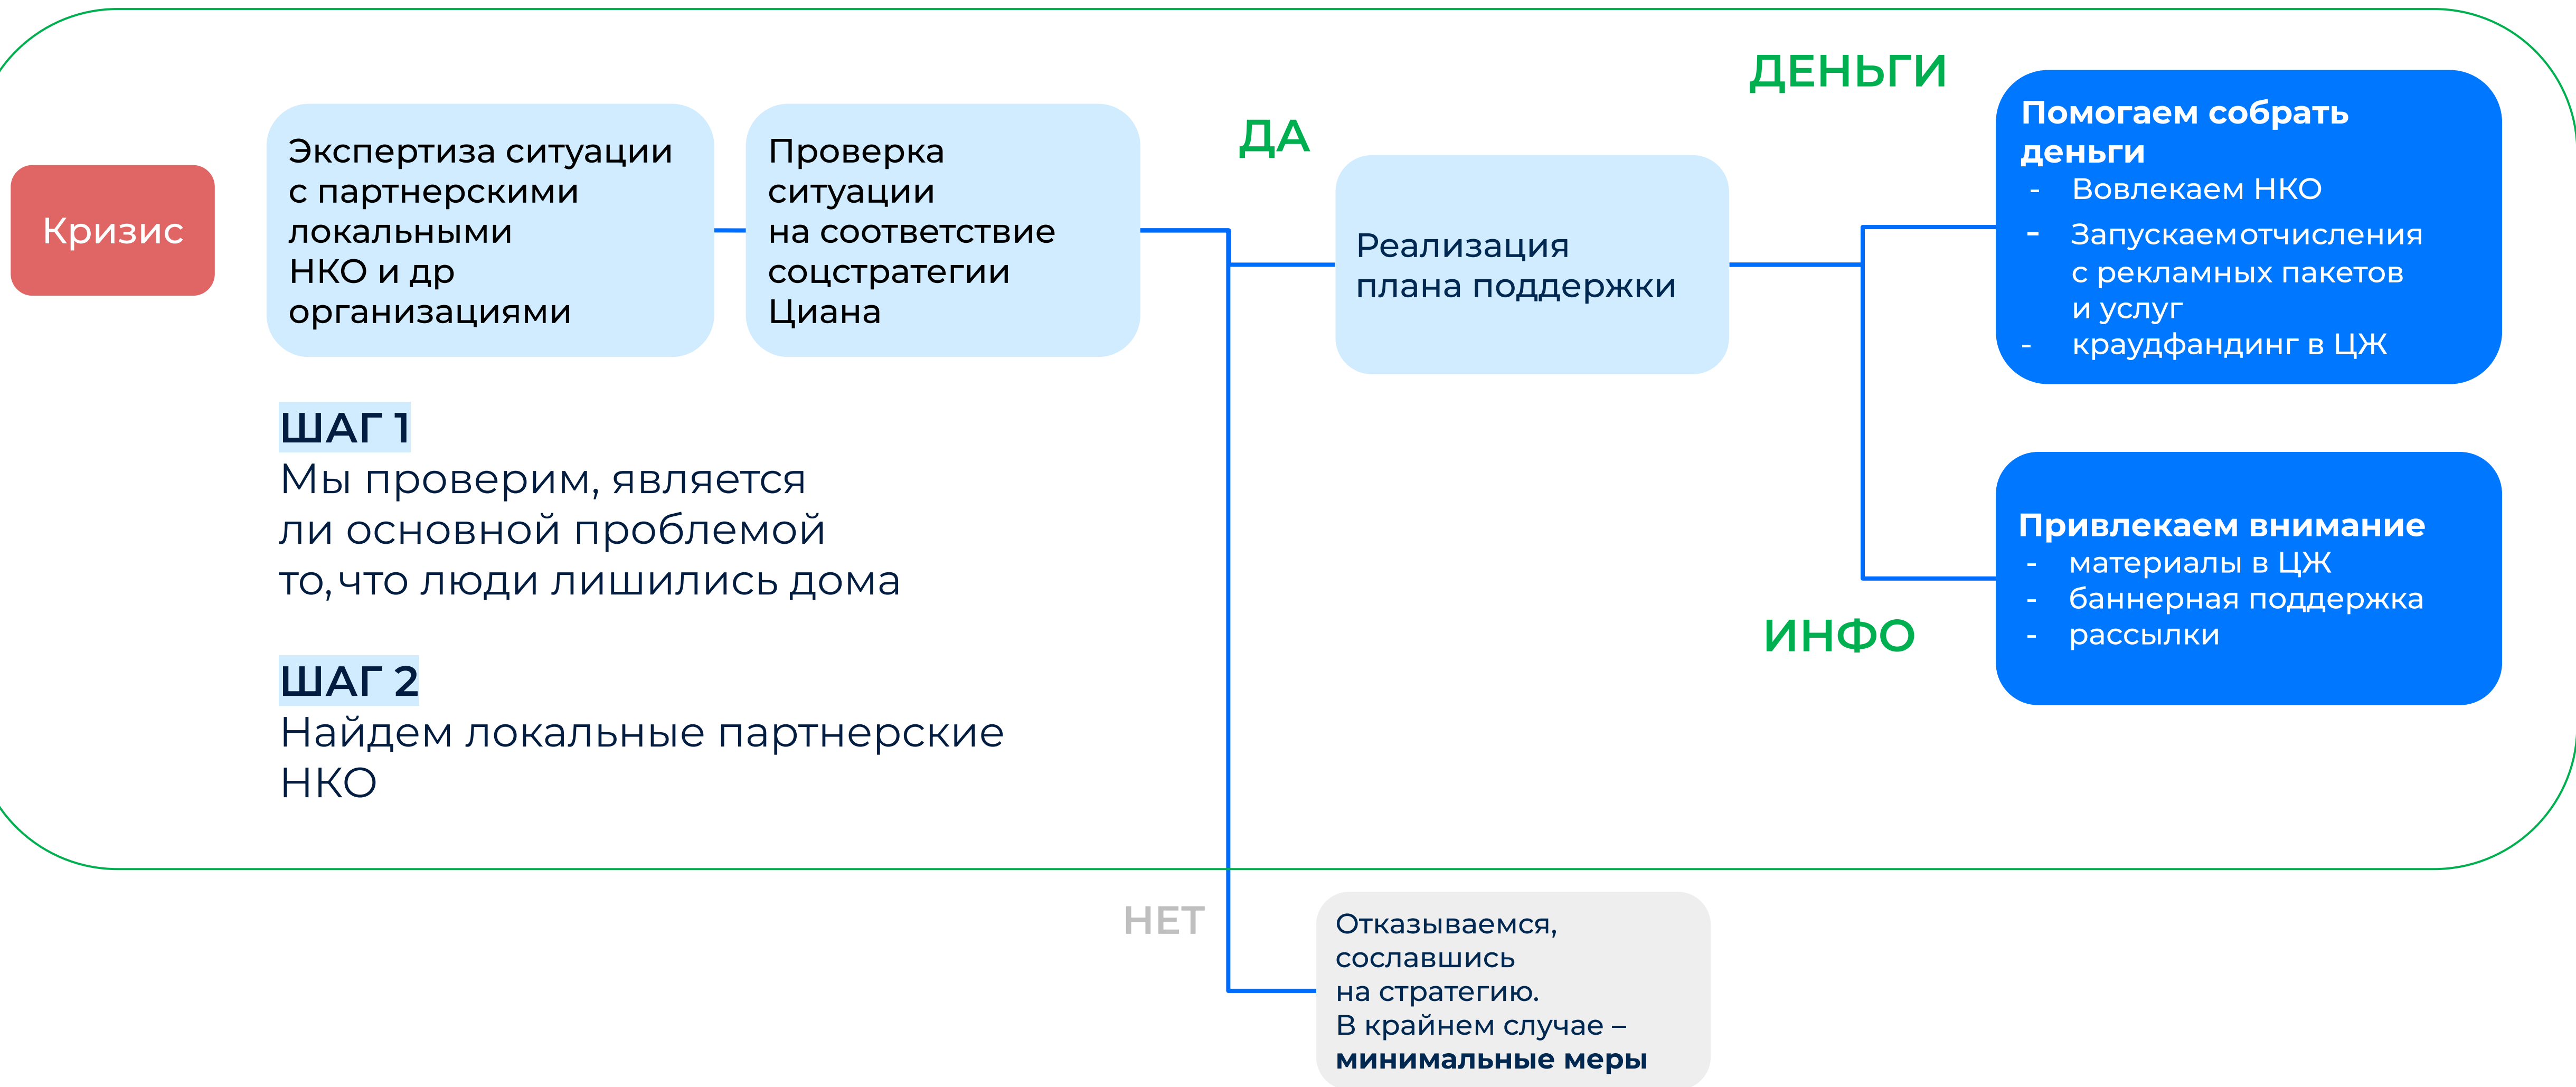 Кризис
Экспертиза ситуации
с партнерскими
локальными
НКО и др
организациями
Проверка
ситуации
на соответствие
соцстратегии
Циана
ШАГ 1
Мы проверим, является
ли основной проблемой
то, что люди лишились дома
ШАГ 2
Найдем локальные партнерские
НКО
ДА
Реализация
плана поддержки
ДЕНЬГИ
Помогаем собрать
деньги
- Вовлекаем НКО
- Запускаем отчисления
с рекламных пакетов
и услуг
- краудфандинг в ЦЖ
ИНФО
Привлекаем внимание
- материалы в ЦЖ
- баннерная поддержка
- рассылки
НЕТ
Отказываемся,
сославшись
на стратегию.
В крайнем случае –
минимальные меры